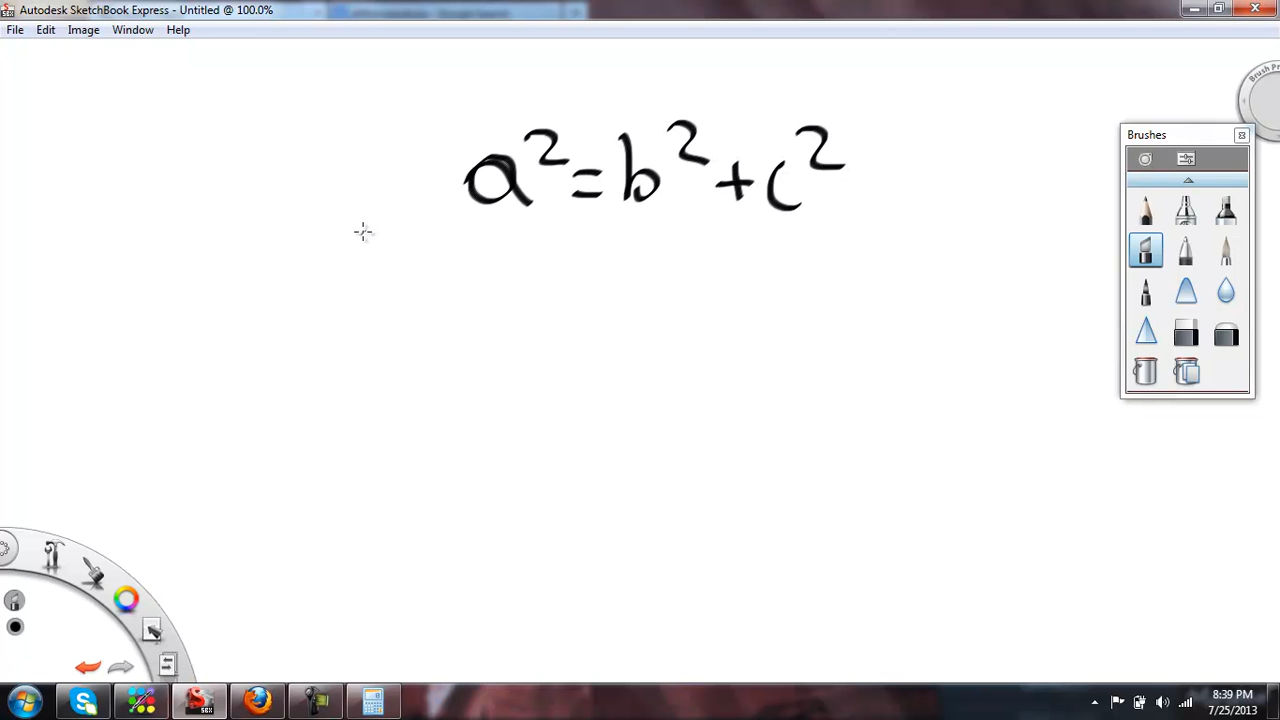 Autodesk SketchBook Express - Untitled @ 100.0%
File Edit Image Window Help
a² = b² + c²
Brushes
8:39 PM
7/25/2013